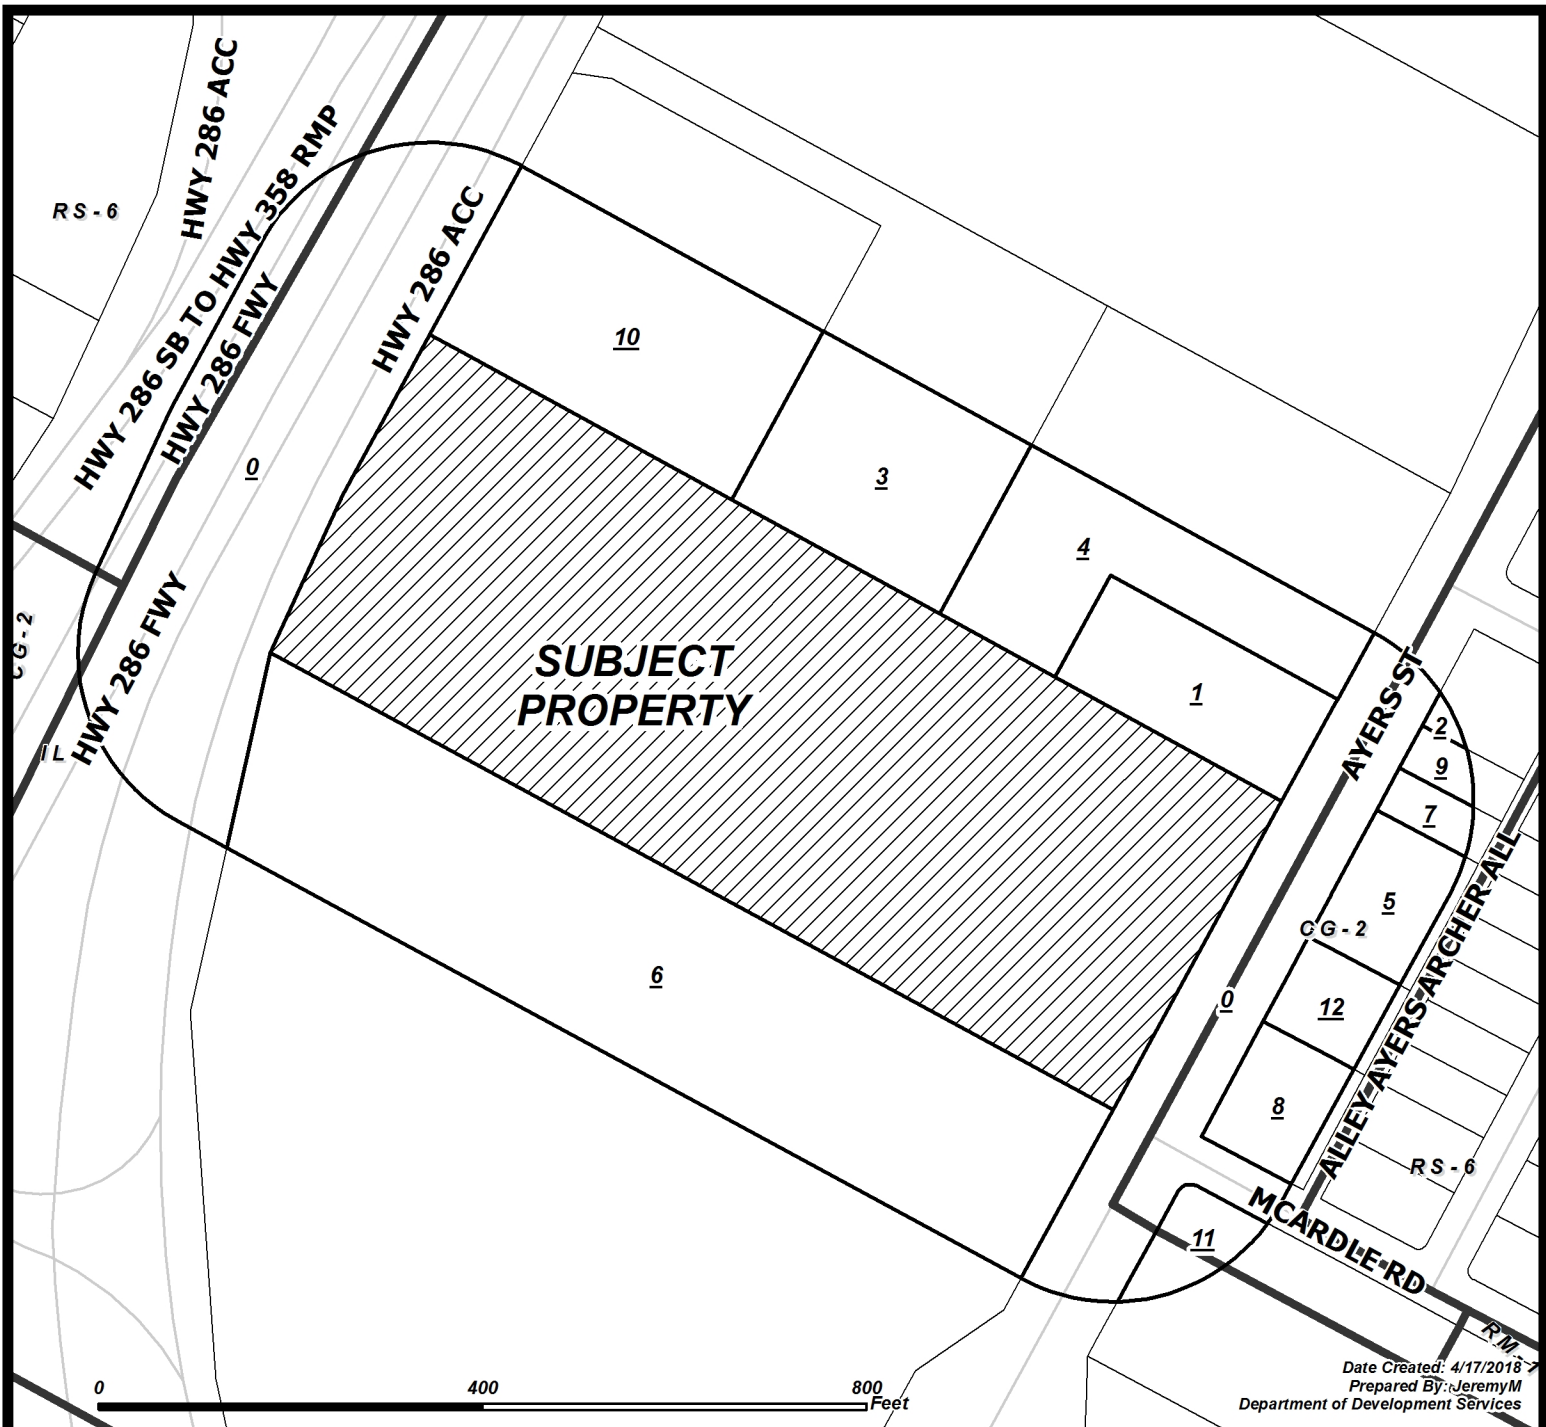 HWY 286 ACC
HWY 286 SB TO HWY 358 RMP
RS-6
HWY 286 ACC
HWY 286 FWY
10
0
3
4
HWY 286 FWY
CG-2
SUBJECT
PROPERTY
AYERS ST
1
2
IL
9
7
5
CG-2
ALLEY AYERS ARCHER ALL
6
0
12
8
RS-6
MCARDLE RD
11
RM-1
Date Created: 4/17/2018
Prepared By: JeremyM
Department of Development Services
0 400 800
Feet